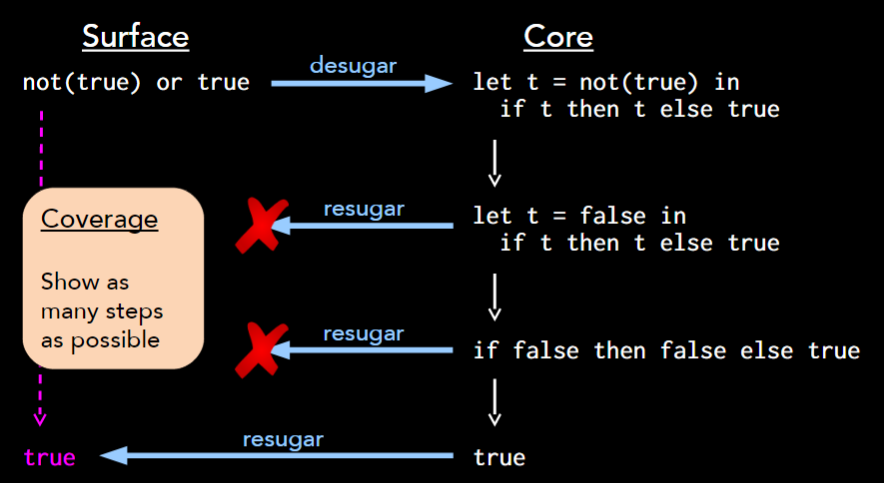 Surface
Core
not(true) or true
desugar
let t = not(true) in
if t then t else true
resugar
let t = false in
if t then t else true
Coverage
Show as
many steps
as possible
resugar
if false then false else true
true
resugar
true